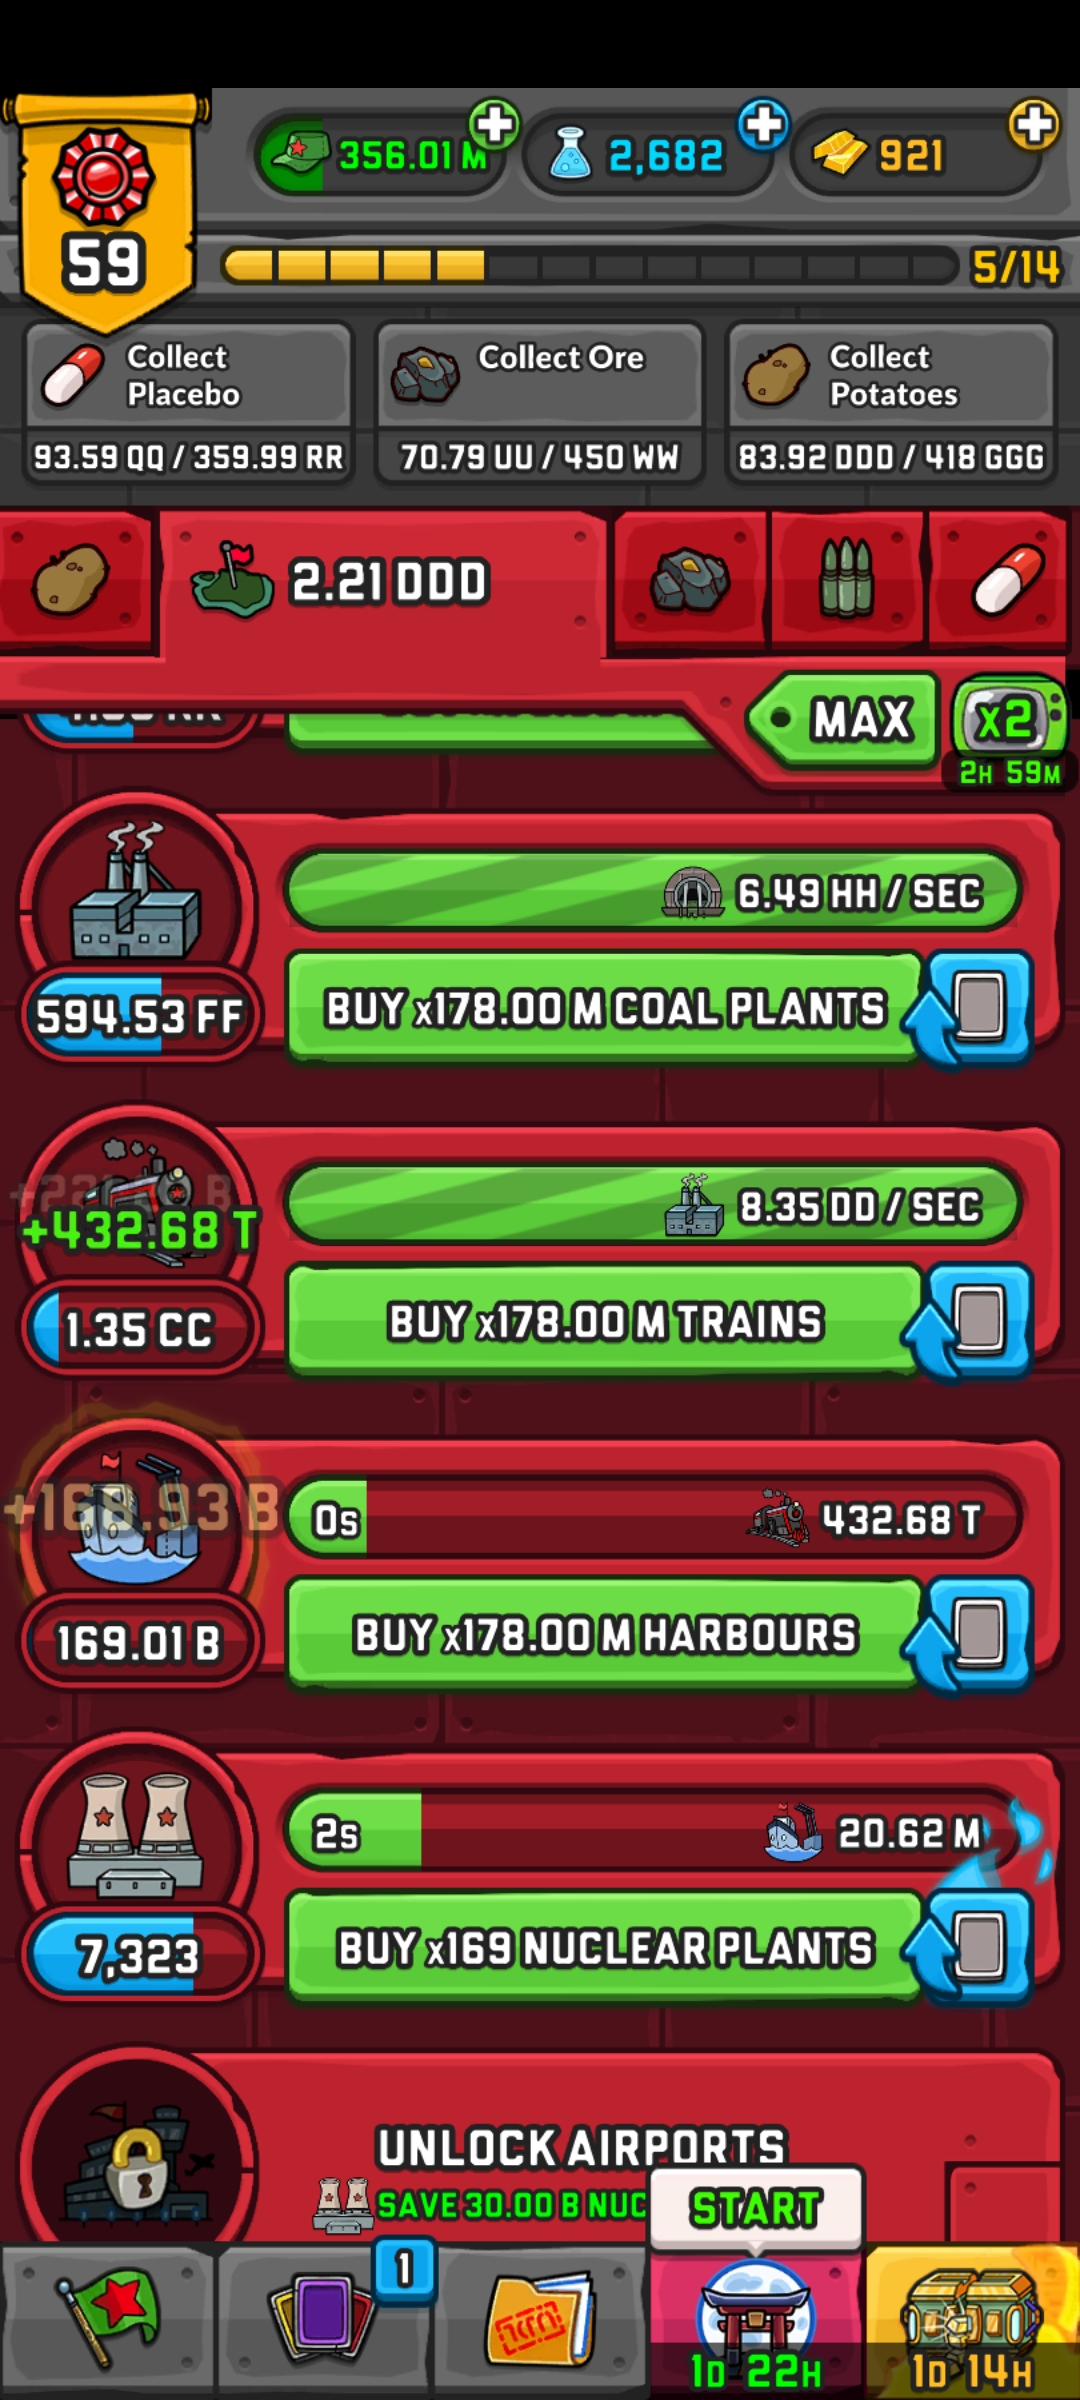 356.01 M
2,682
921
59
5/14
Collect Placebo
93.59 QQ / 359.99 RR
Collect Ore
70.79 UU / 450 WW
Collect Potatoes
83.92 DDD / 418 GGG
2.21 DDD
MAX
x2
2H 59M
6.49 HH / SEC
594.53 FF
BUY x178.00 M COAL PLANTS
+432.68 T
8.35 DD / SEC
1.35 CC
BUY x178.00 M TRAINS
+168.93 B
0s
432.68 T
169.01 B
BUY x178.00 M HARBOURS
2s
20.62 M
7,323
BUY x169 NUCLEAR PLANTS
UNLOCK AIRPORTS
SAVE 30.00 B NUC
START
1
1D 22H
1D 14H